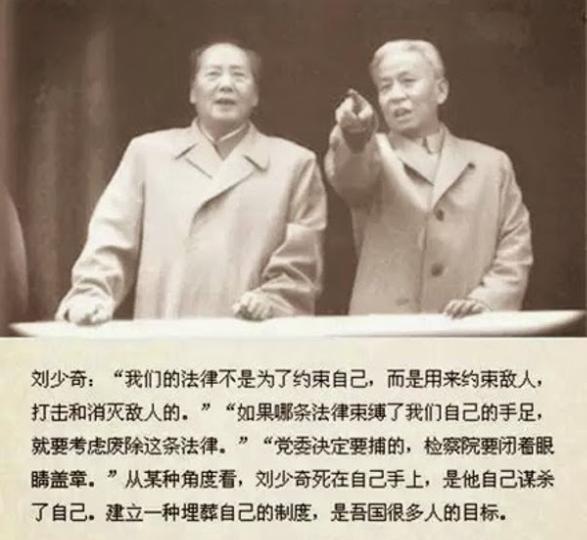 刘少奇：“我们的法律不是为了约束自己，而是用来约束敌人，
打击和消灭敌人的。”“如果哪条法律束缚了我们自己的手足，
就要考虑废除这条法律。”“党委决定要捕的，检察院要闭着眼
睛盖章。”从某种角度看，刘少奇死在自己手上，是他自己谋杀
了自己。建立一种埋葬自己的制度，是吾国很多人的目标。